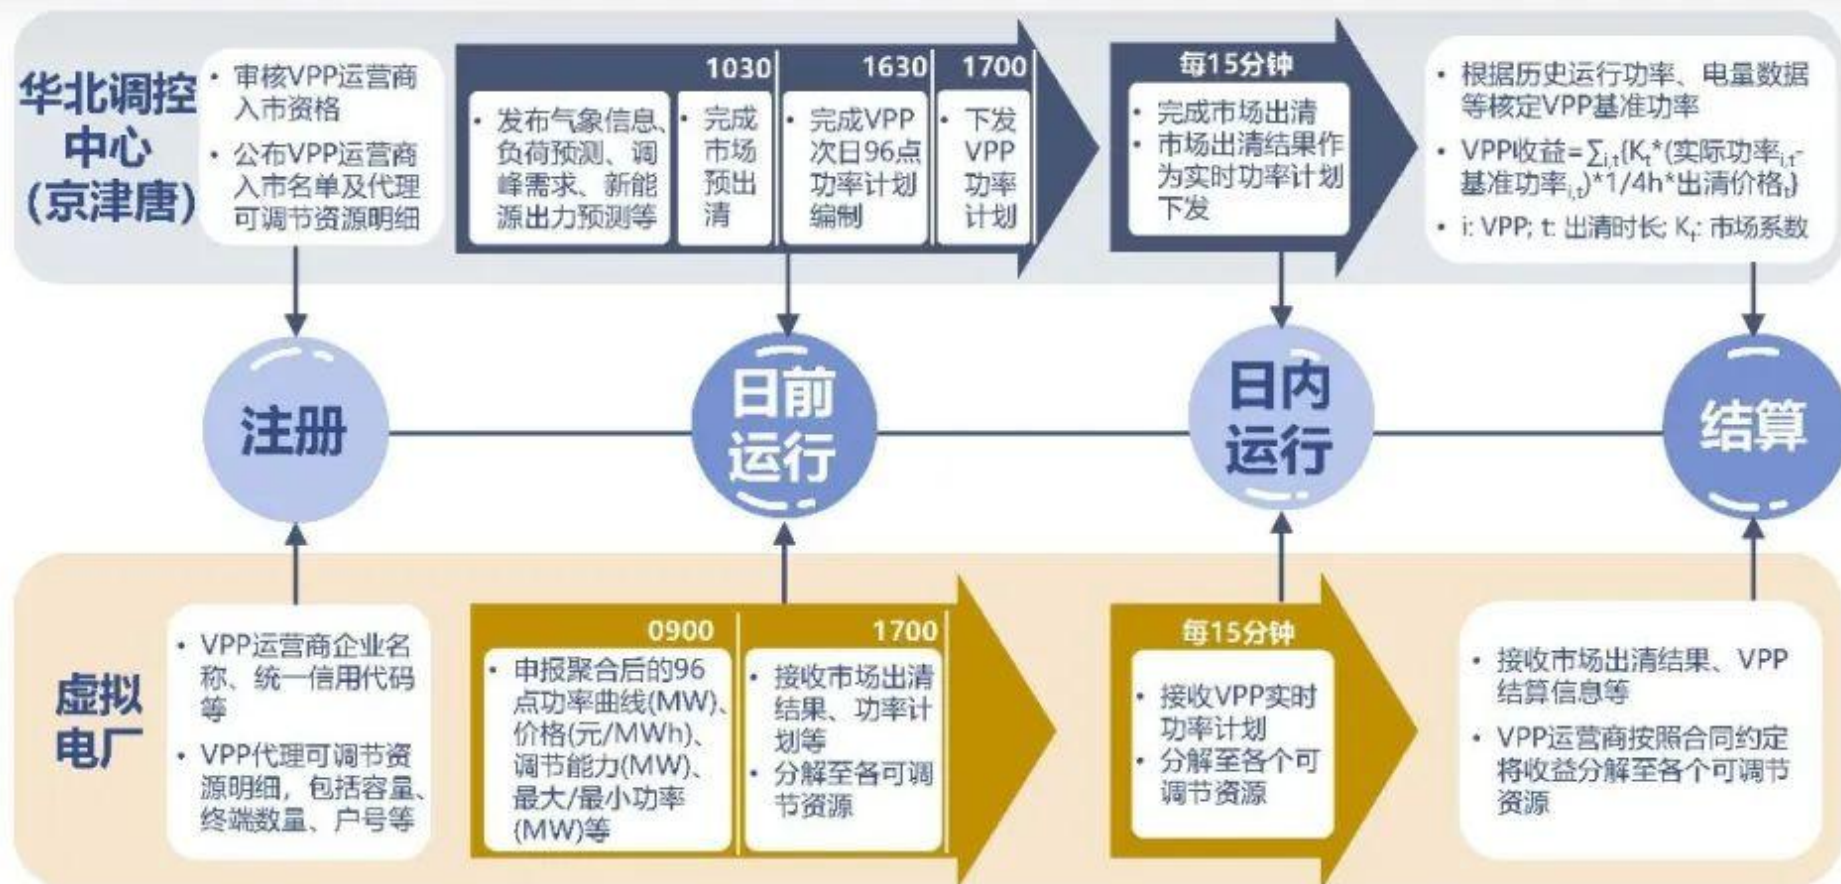 华北调控
中心
（京津唐）
• 审核VPP运营商
入市资格
• 公布VPP运营商
入市名单及代理
可调节资源明细
1030
1630
1700
• 发布气象信息、
负荷预测、调
峰需求、新能
源出力预测等
• 完成
市场
预出
清
• 完成VPP
次日96点
功率计划
编制
• 下发
VPP
功率
计划
每15分钟
• 完成市场出清
• 市场出清结果作
为实时功率计划
下发
• 根据历史运行功率、电量数据
等核定VPP基准功率
• VPP收益=∑i,t{Kt*(实际功率i,t-
基准功率i,t)*1/4h*出清价格t}
• i: VPP; t: 出清时长; Kt: 市场系数
注册
日前
运行
日内
运行
结算
虚拟
电厂
• VPP运营商企业名
称、统一信用代码
等
• VPP代理可调节资
源明细，包括容量、
终端数量、户号等
0900
1700
• 申报聚合后的96
点功率曲线(MW)、
价格(元/MWh)、
调节能力(MW)、
最大/最小功率
(MW)等
• 接收市场出清
结果、功率计
划等
• 分解至各可调
节资源
每15分钟
• 接收VPP实时
功率计划
• 分解至各个可
调节资源
• 接收市场出清结果、VPP
结算信息等
• VPP运营商按照合同约定
将收益分解至各个可调节
资源